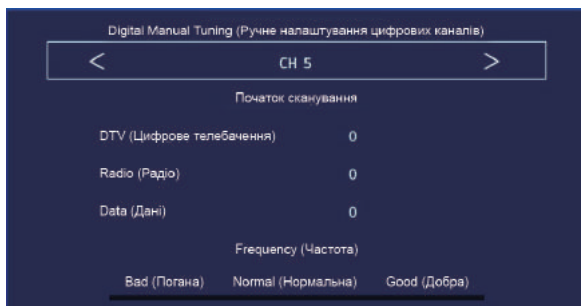 Digital Manual Tuning (Ручне налаштування цифрових каналів)
< CH 5 >
Початок сканування
DTV (Цифрове телебачення) 0
Radio (Радіо) 0
Data (Дані) 0
Frequency (Частота)
Bad (Погана) Normal (Нормальна) Good (Добра)